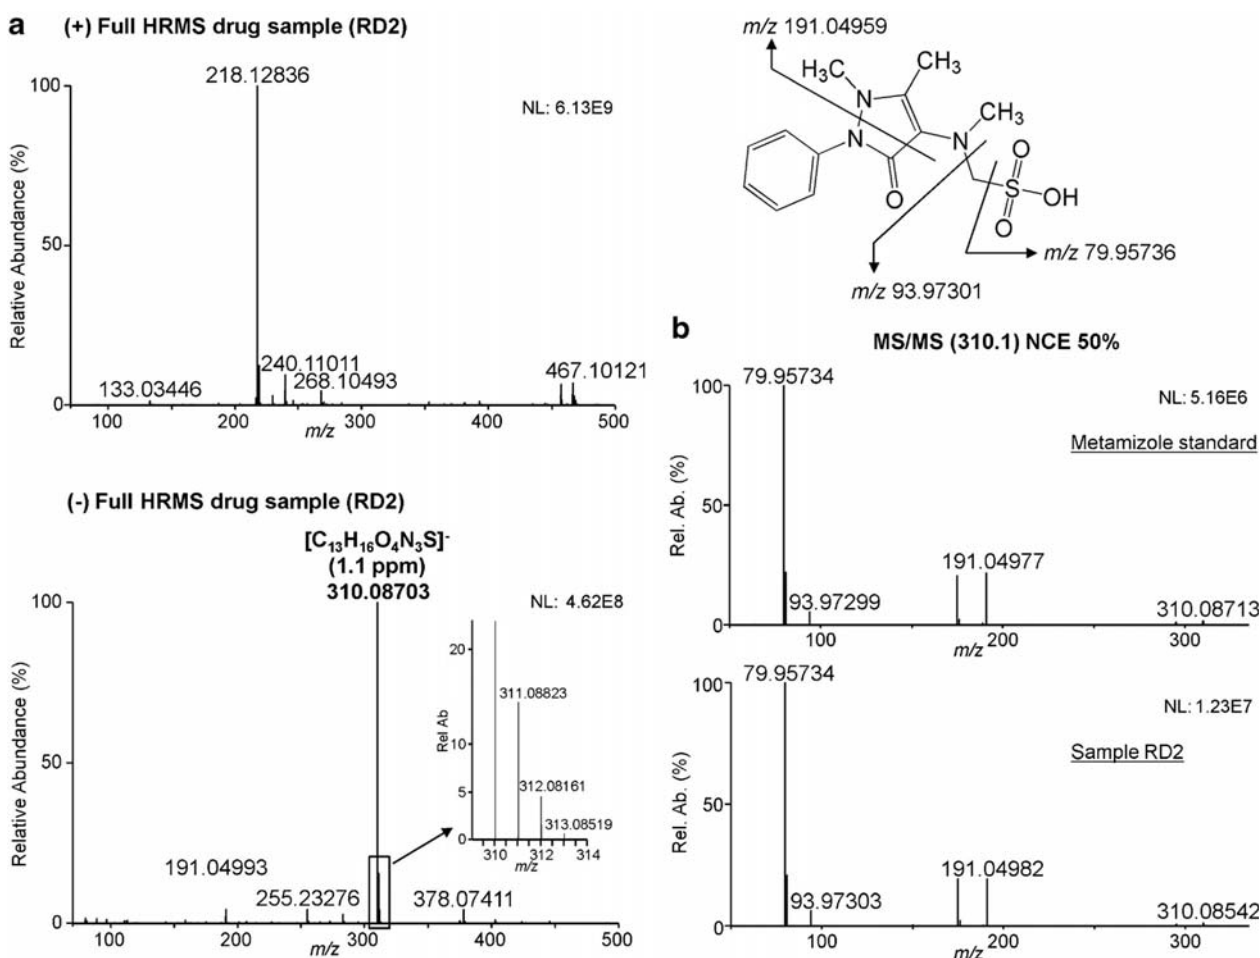 a (+) Full HRMS drug sample (RD2)
218.12836
NL: 6.13E9
Relative Abundance (%)
100
50
0
133.03446
240.11011
268.10493
467.10121
100 200 300 400 500
m/z
(-) Full HRMS drug sample (RD2)
[C₁₃H₁₆O₄N₃S]⁻
(1.1 ppm)
310.08703
NL: 4.62E8
Relative Abundance (%)
100
50
0
191.04993
255.23276
378.07411
100 200 300 400 500
m/z
Rel Ab
20
10
5
0
311.08823
312.08161
313.08519
310 312 314
m/z
m/z 191.04959
H₃C
CH₃
N
N
O
N
CH₃
O
S
OH
O
m/z 79.95736
m/z 93.97301
b
MS/MS (310.1) NCE 50%
79.95734
NL: 5.16E6
Metamizole standard
Rel. Ab. (%)
100
50
0
93.97299
191.04977
310.08713
100 200 300
m/z
79.95734
NL: 1.23E7
Sample RD2
Rel. Ab. (%)
100
50
0
93.97303
191.04982
310.08542
100 200 300
m/z